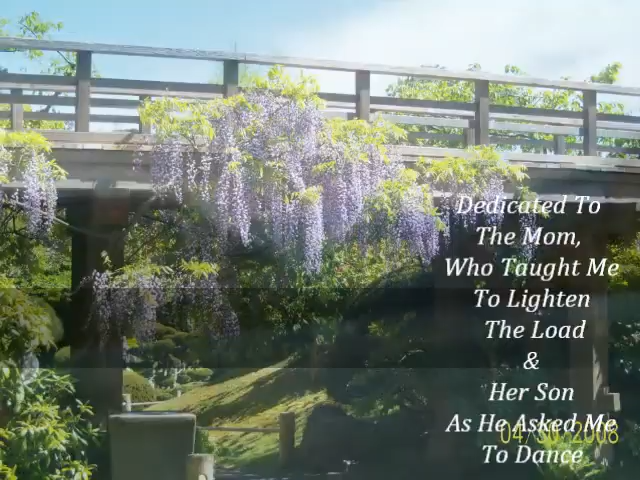 Dedicated To
The Mom,
Who Taught Me
To Lighten
The Load
&
Her Son
As He Asked Me
04/30/2008
To Dance